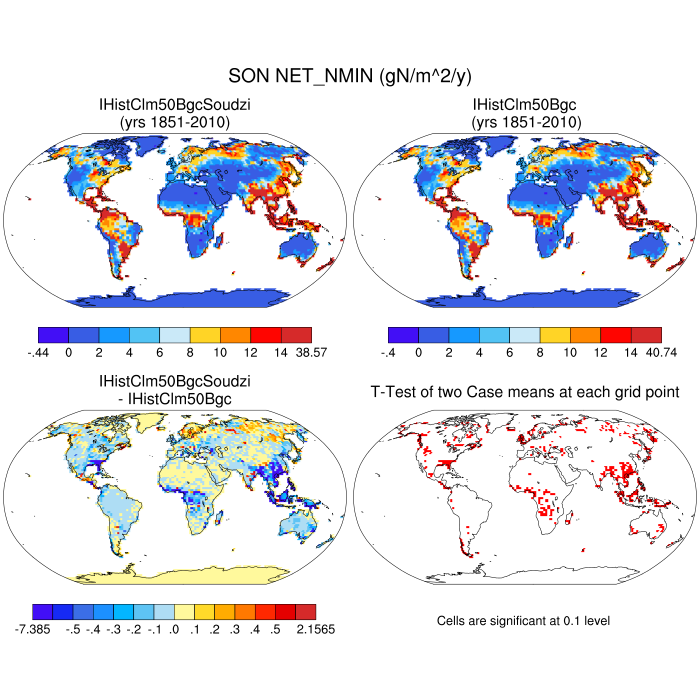 SON NET_NMIN (gN/m^2/y)
IHistClm50BgcSoudzi
(yrs 1851-2010)
IHistClm50Bgc
(yrs 1851-2010)
-.44 0 2 4 6 8 10 12 14 38.57
-.4 0 2 4 6 8 10 12 14 40.74
IHistClm50BgcSoudzi
- IHistClm50Bgc
T-Test of two Case means at each grid point
-7.385 -.5 -.4 -.3 -.2 -.1 .0 .1 .2 .3 .4 .5 2.1565
Cells are significant at 0.1 level